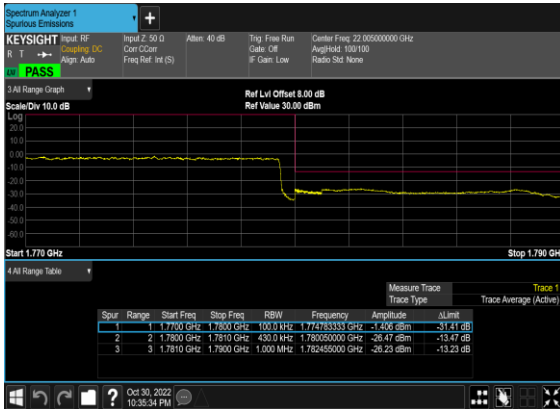 Spectrum Analyzer 1
Spurious Emissions
+
KEYSIGHT Input: RF Input Z: 50 Ω Atten: 40 dB Trig: Free Run Center Freq: 22.005000000 GHz
R T Coupling: DC Corr CCorr Gate: Off Avg|Hold: 100/100
Align: Auto Freq Ref: Int (S) IF Gain: Low Radio Std: None
LXI PASS
3 All Range Graph
Ref Lvl Offset 8.00 dB
Scale/Div 10.0 dB Ref Value 30.00 dBm
Log
20.0
10.0
0.00
-10.0
-20.0
-30.0
-40.0
-50.0
-60.0
Start 1.770 GHz Stop 1.790 GH
4 All Range Table
Measure Trace Trace 1
Trace Type Trace Average (Active)
Spur Range Start Freq Stop Freq RBW Frequency Amplitude ΔLimit
1 1 1.7700 GHz 1.7800 GHz 100.0 kHz 1.774783333 GHz -1.406 dBm -31.41 dB
2 2 1.7800 GHz 1.7810 GHz 430.0 kHz 1.780050000 GHz -26.47 dBm -13.47 dB
3 3 1.7810 GHz 1.7900 GHz 1.000 MHz 1.782455000 GHz -26.23 dBm -13.23 dB
? Oct 30, 2022
10:35:34 PM